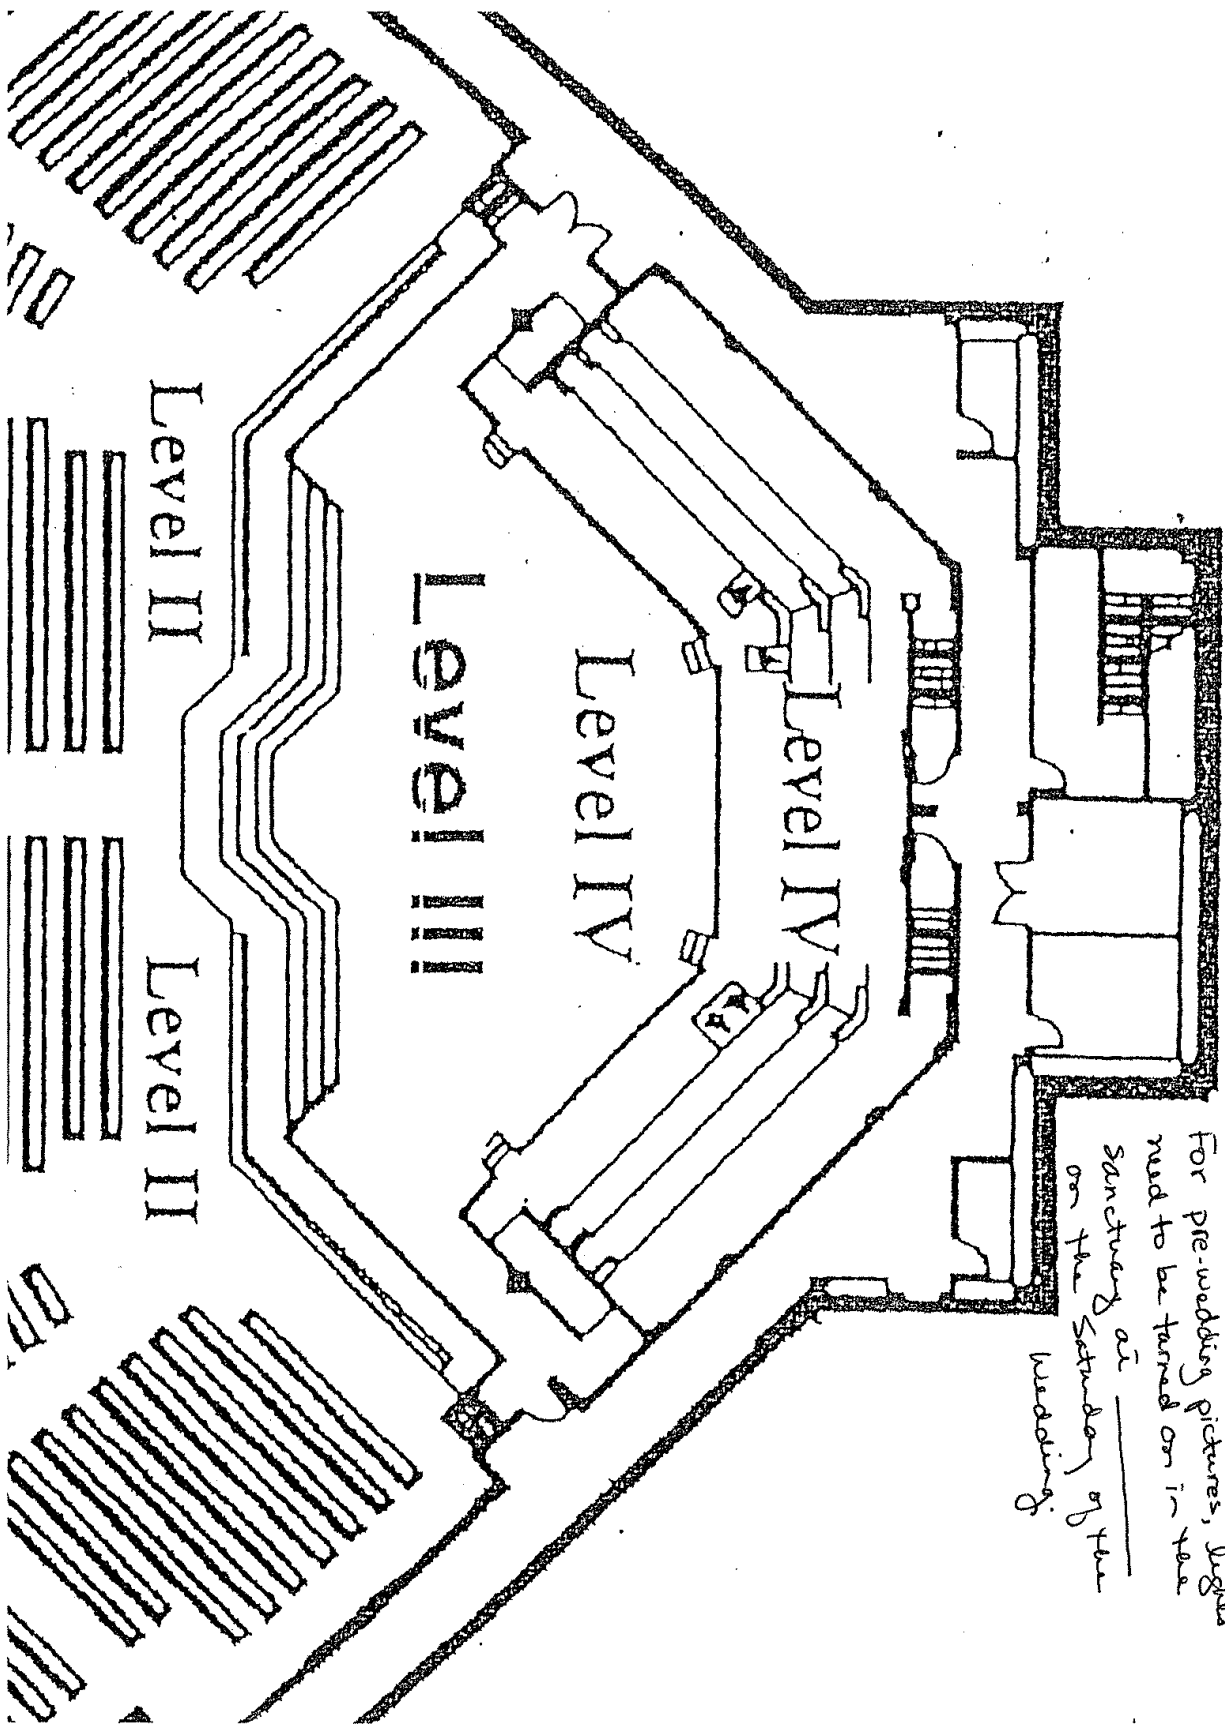 For pre-wedding pictures, lights
need to be turned on in the
sanctuary at ______
on the Saturday of the
wedding.
Level IV
Level IV
Level III
Level II Level II